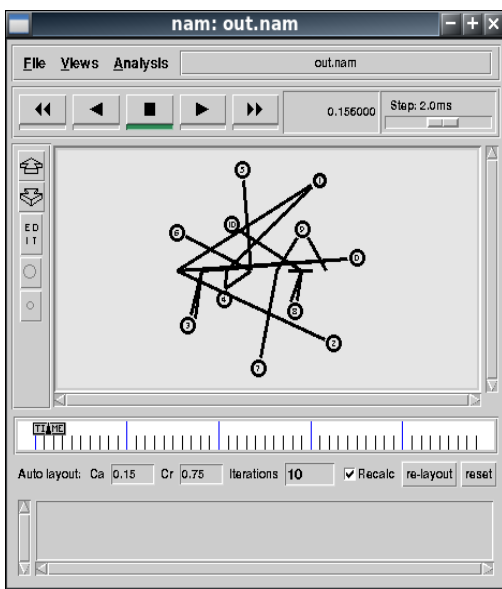 nam: out.nam
File Views Analysis out.nam
0.156000 Step: 2.0ms
ED
IT
5
1
10
6
9
0
4
8
3
2
7
TIME
Auto layout: Ca 0.15 Cr 0.75 Iterations 10 Recalc re-layout reset